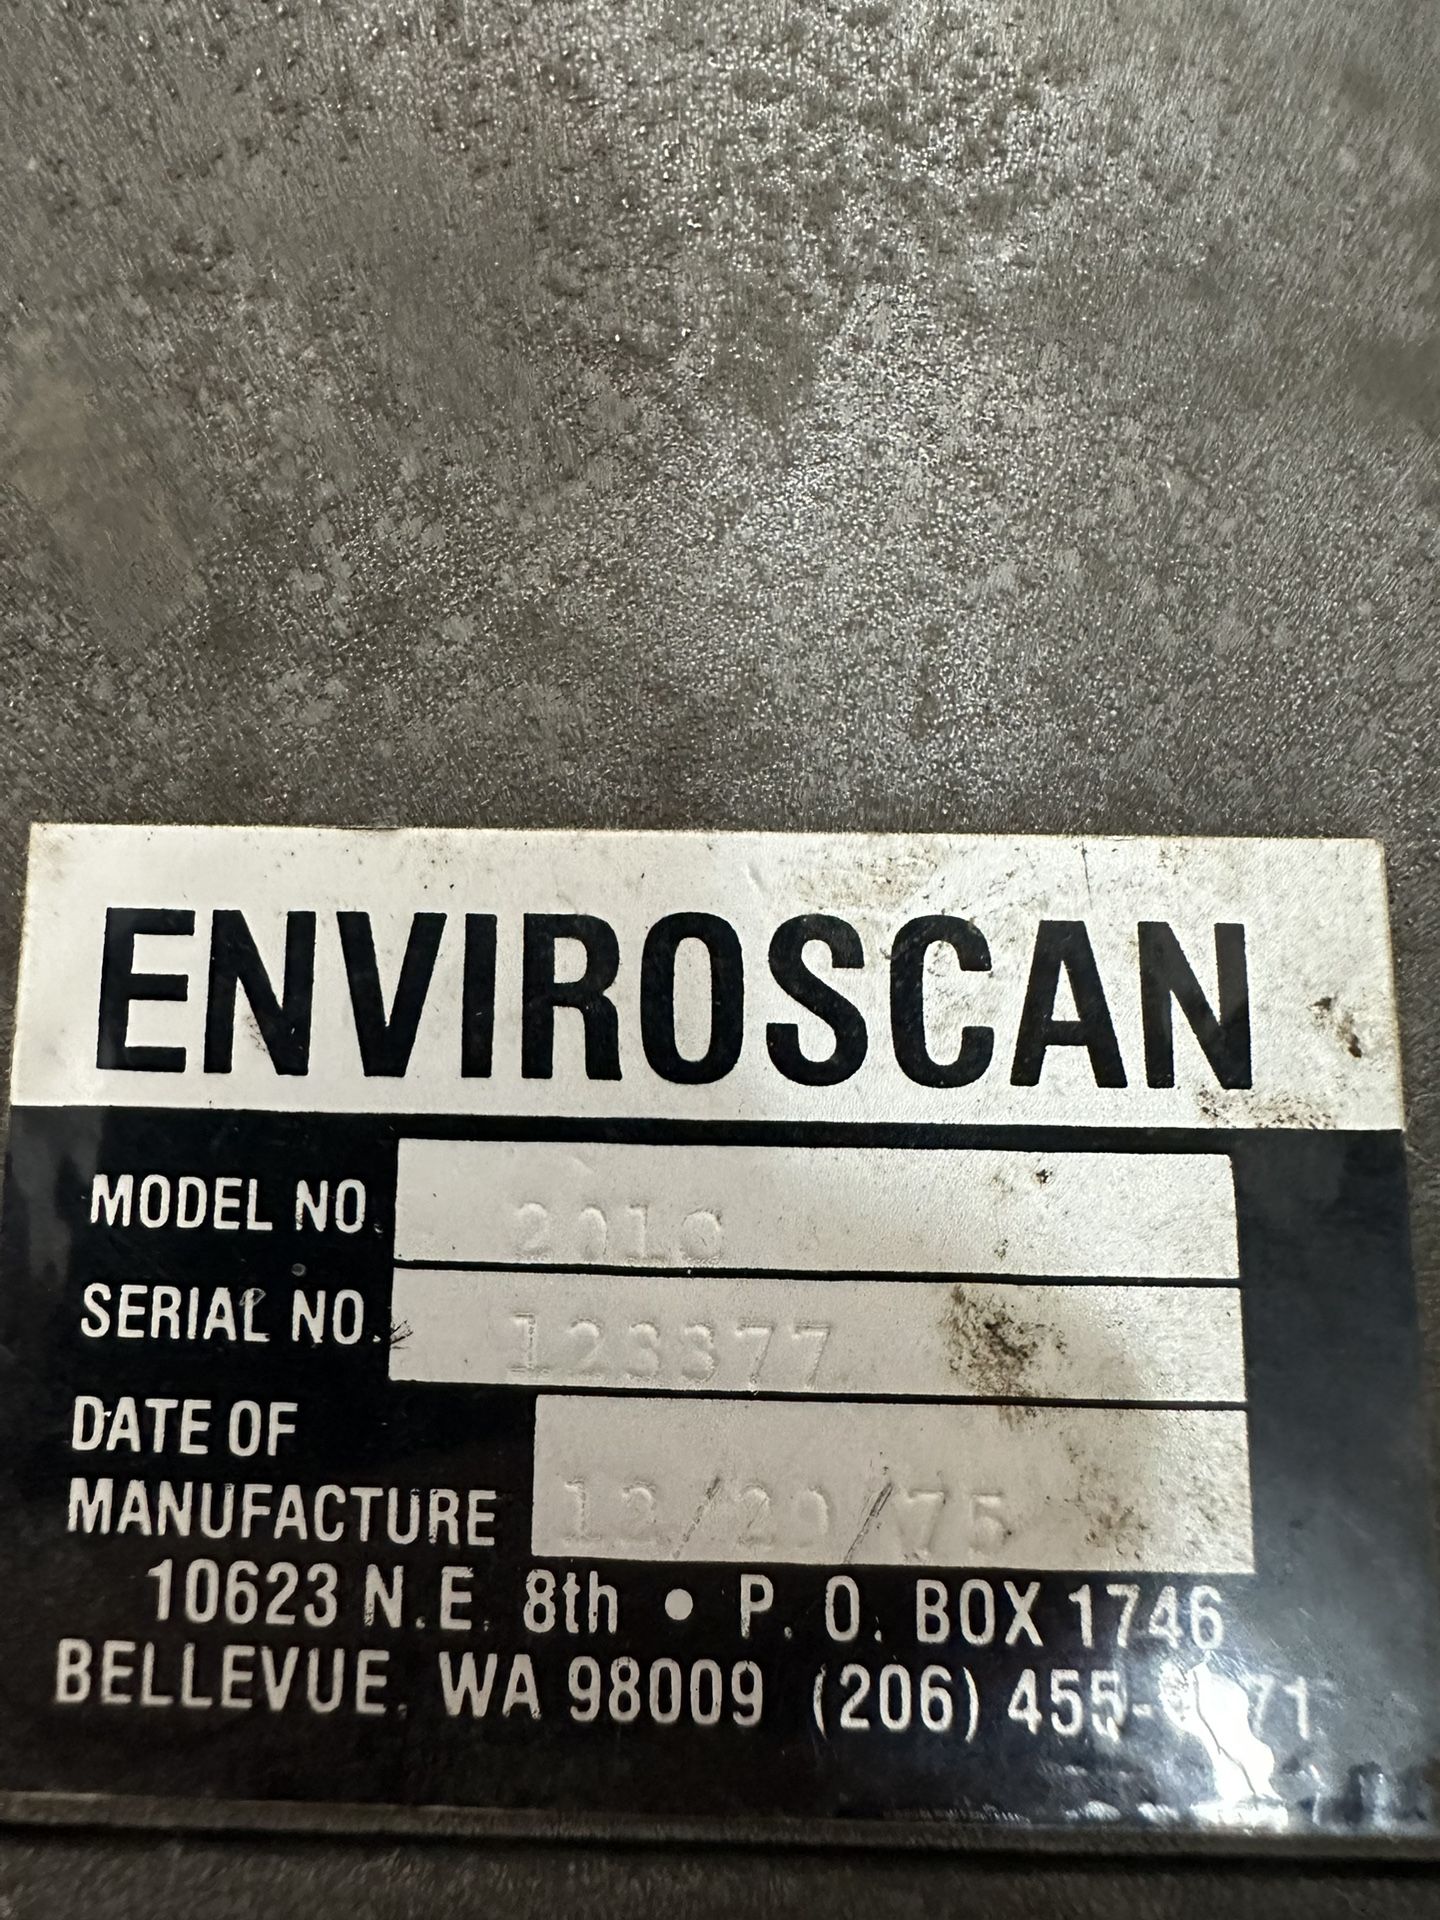 ENVIROSCAN
MODEL NO. 201C
SERIAL NO. 123377
DATE OF
MANUFACTURE 12/29/75
10623 N.E. 8th • P. O. BOX 1746
BELLEVUE, WA 98009 (206)